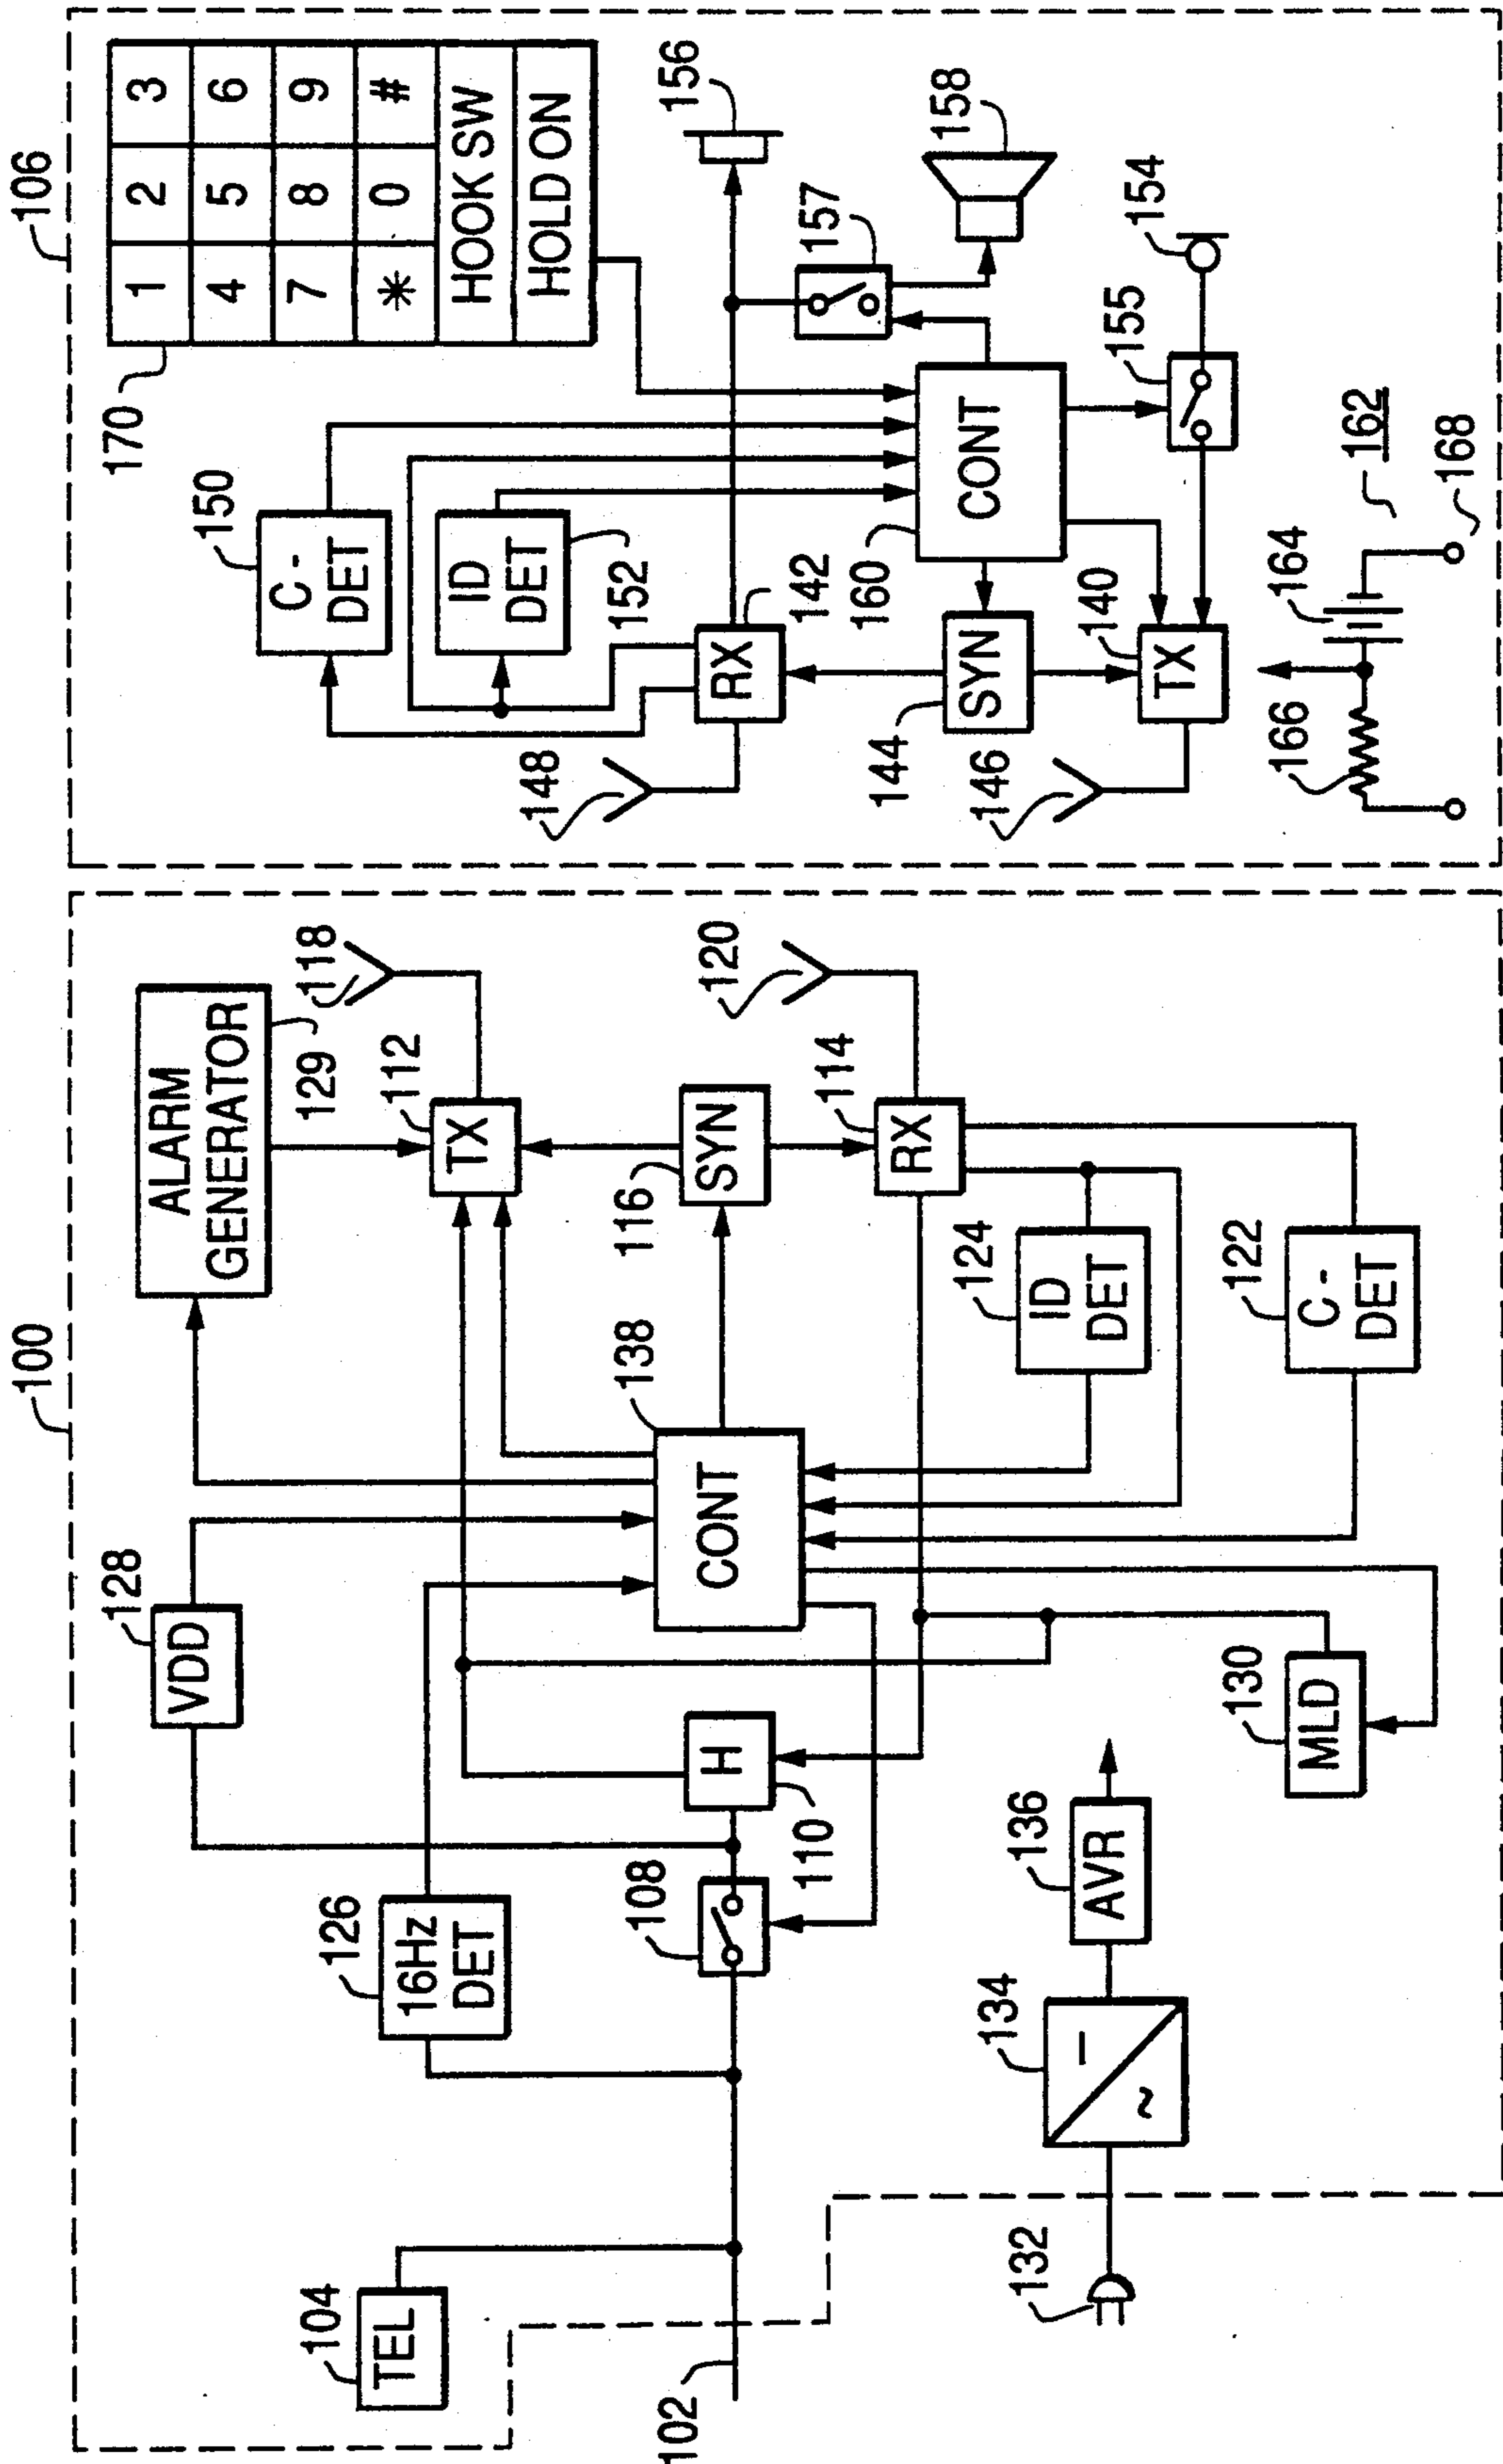 100
106
104
TEL
102
126
16Hz
DET
128
VDD
108
H
110
138
CONT
ALARM
GENERATOR
129
118
112
TX
116
SYN
114
RX
120
124
ID
DET
122
C -
DET
130
MLD
132
134
–
~
136
AVR
170
1 2 3
4 5 6
7 8 9
* 0 #
HOOK SW
HOLD ON
150
C -
DET
ID
DET
152
148
RX
142
156
157
158
160
CONT
144
SYN
140
TX
146
155
154
162
164
166
168